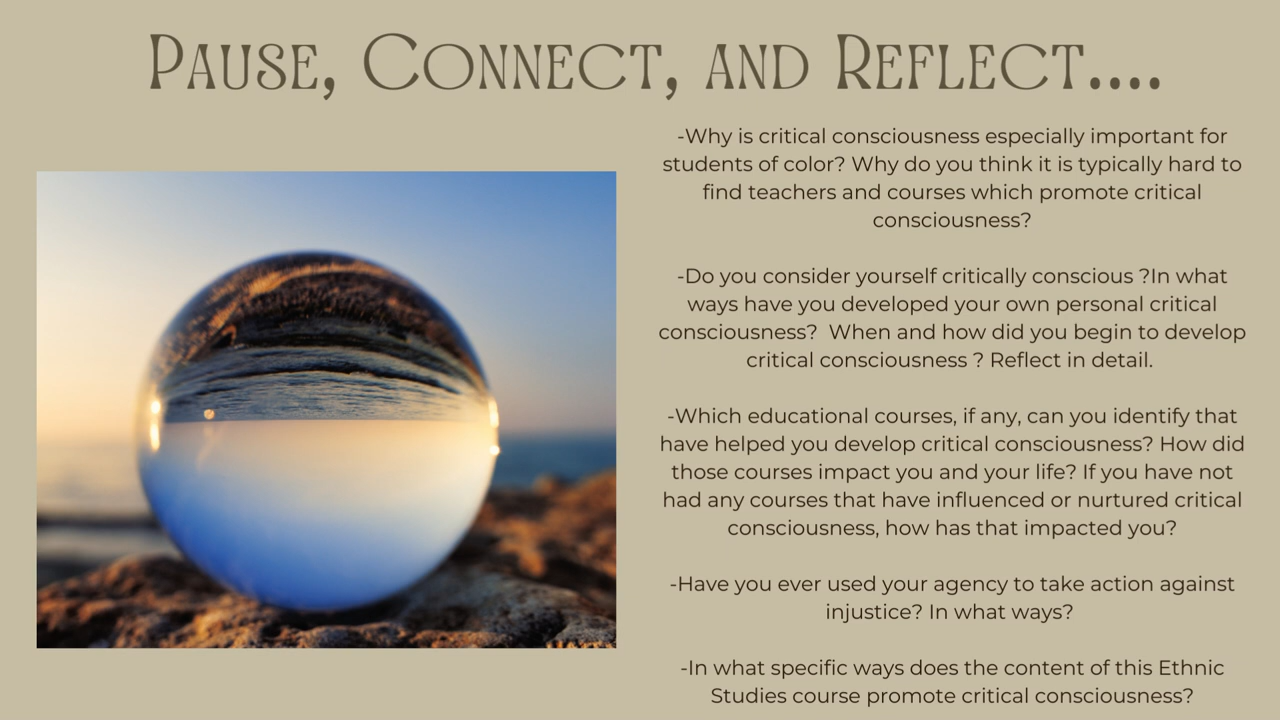 Pause, Connect, and Reflect....
-Why is critical consciousness especially important for
students of color? Why do you think it is typically hard to
find teachers and courses which promote critical
consciousness?
-Do you consider yourself critically conscious ?In what
ways have you developed your own personal critical
consciousness?  When and how did you begin to develop
critical consciousness ? Reflect in detail.
-Which educational courses, if any, can you identify that
have helped you develop critical consciousness? How did
those courses impact you and your life? If you have not
had any courses that have influenced or nurtured critical
consciousness, how has that impacted you?
-Have you ever used your agency to take action against
injustice? In what ways?
-In what specific ways does the content of this Ethnic
Studies course promote critical consciousness?